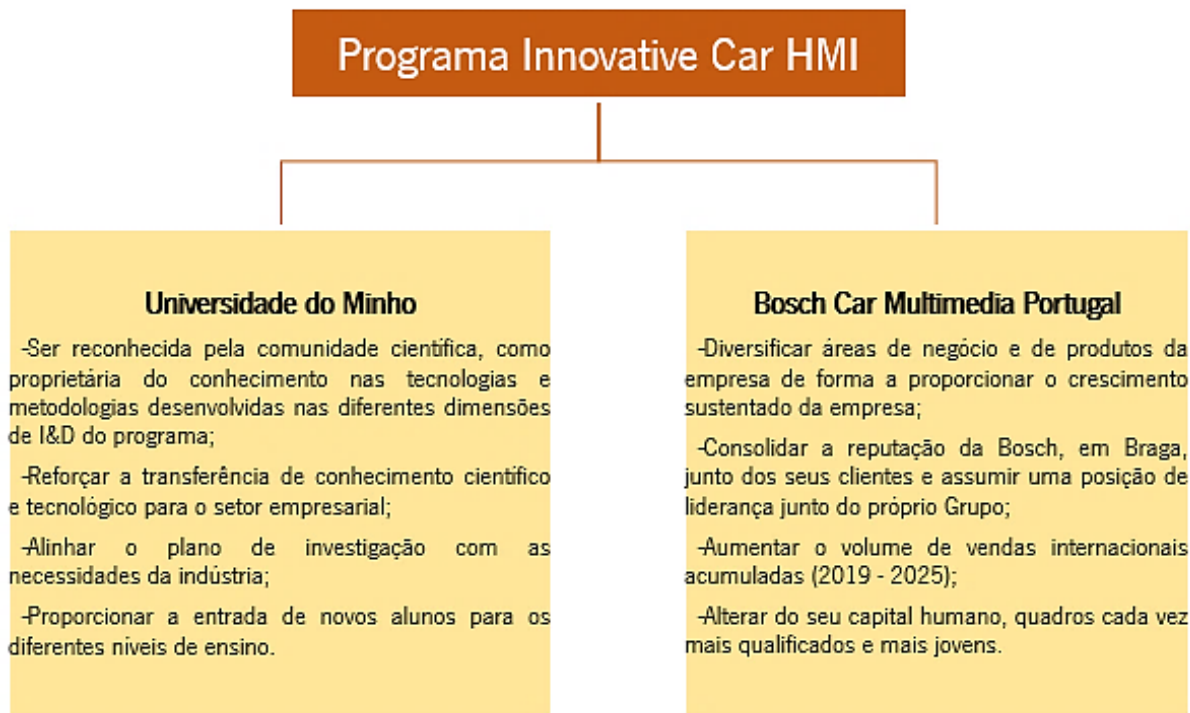 Programa Innovative Car HMI
Universidade do Minho
-Ser reconhecida pela comunidade científica, como
proprietária do conhecimento nas tecnologias e
metodologias desenvolvidas nas diferentes dimensões
de I&D do programa;
-Reforçar a transferência de conhecimento científico
e tecnológico para o setor empresarial;
-Alinhar o plano de investigação com as
necessidades da indústria;
-Proporcionar a entrada de novos alunos para os
diferentes níveis de ensino.
Bosch Car Multimedia Portugal
-Diversificar áreas de negócio e de produtos da
empresa de forma a proporcionar o crescimento
sustentado da empresa;
-Consolidar a reputação da Bosch, em Braga,
junto dos seus clientes e assumir uma posição de
liderança junto do próprio Grupo;
-Aumentar o volume de vendas internacionais
acumuladas (2019 - 2025);
-Alterar do seu capital humano, quadros cada vez
mais qualificados e mais jovens.